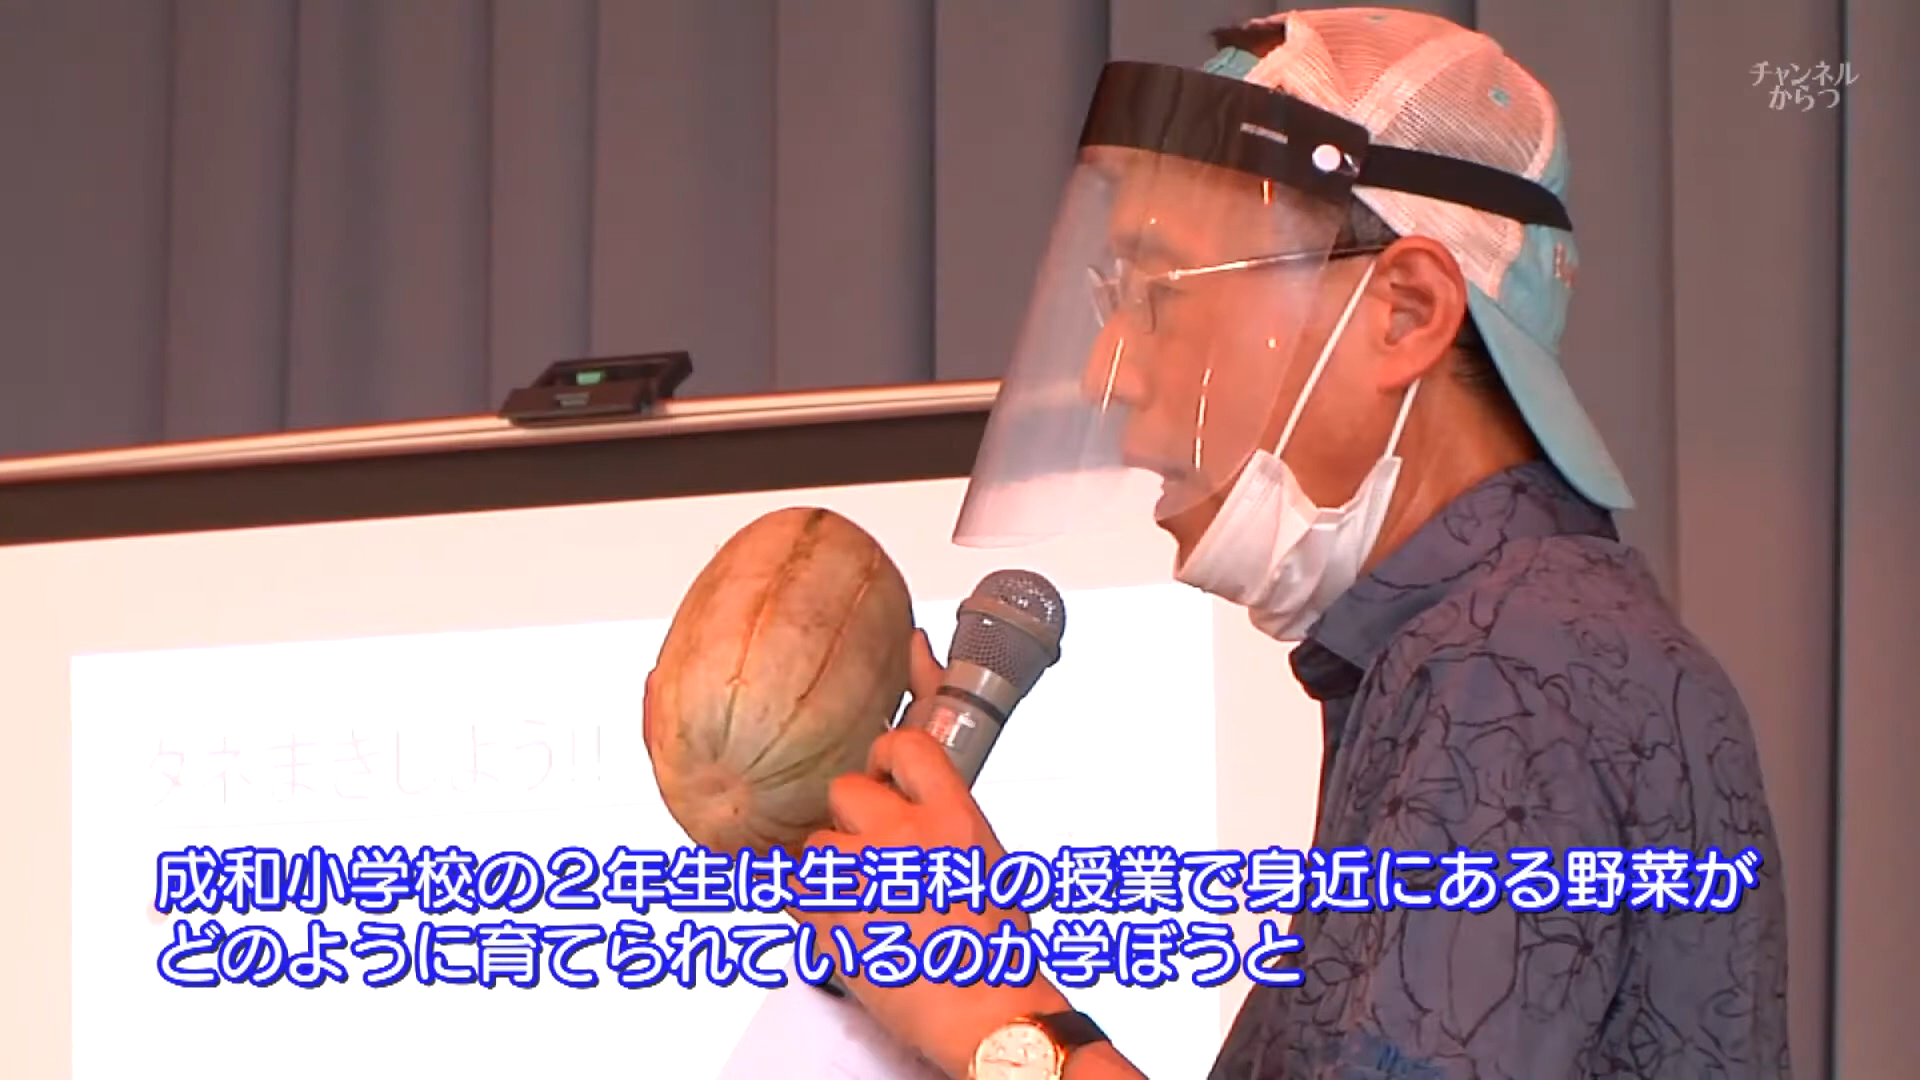 チャンネル
からつ
タネまきしよう!!
成和小学校の２年生は生活科の授業で身近にある野菜が
どのように育てられているのか学ぼうと